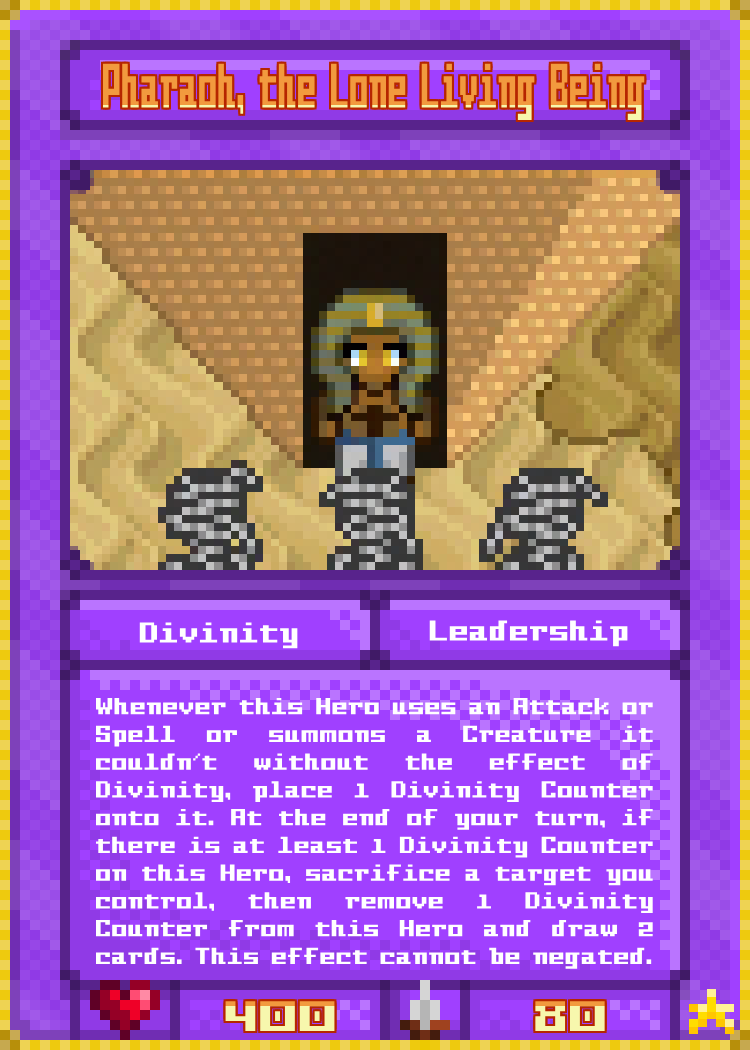 Pharaoh, the Lone Living Being
Divinity
Leadership
Whenever this Hero uses an Attack or
Spell or summons a Creature it
couldn't without the effect of
Divinity, place 1 Divinity Counter
onto it. At the end of your turn, if
there is at least 1 Divinity Counter
on this Hero, sacrifice a target you
control, then remove 1 Divinity
Counter from this Hero and draw 2
cards. This effect cannot be negated.
400
80